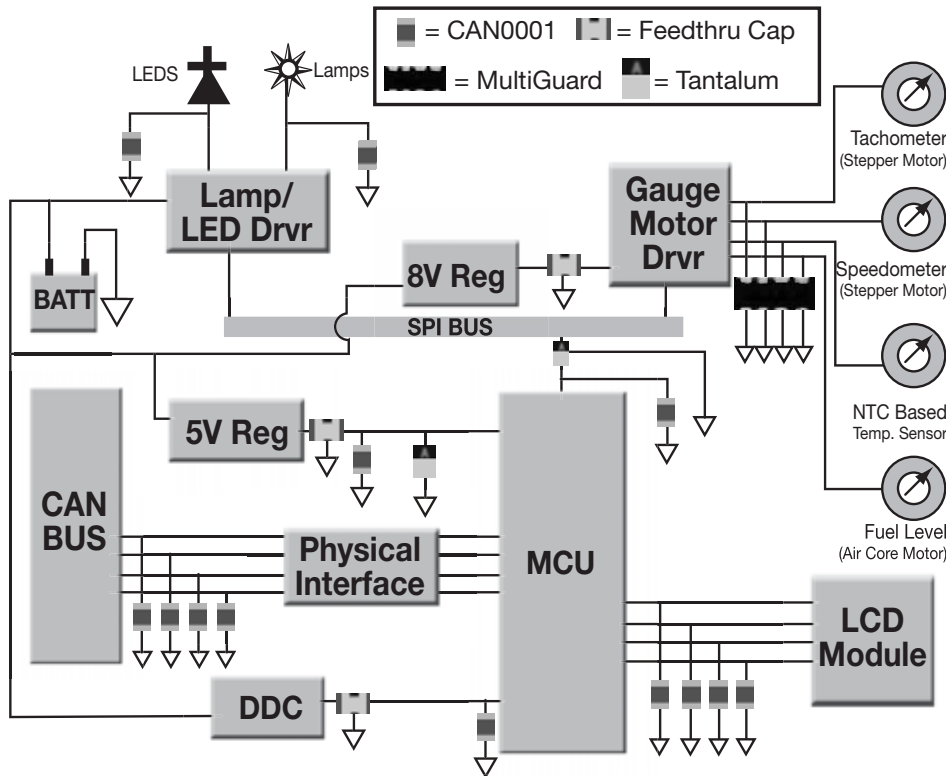 = CAN0001
= Feedthru Cap
= MultiGuard
= Tantalum
LEDS
Lamps
Tachometer
(Stepper Motor)
Lamp/
LED Drvr
Gauge
Motor
Drvr
8V Reg
Speedometer
(Stepper Motor)
BATT
SPI BUS
NTC Based
Temp. Sensor
5V Reg
CAN
BUS
Physical
Interface
MCU
Fuel Level
(Air Core Motor)
LCD
Module
DDC